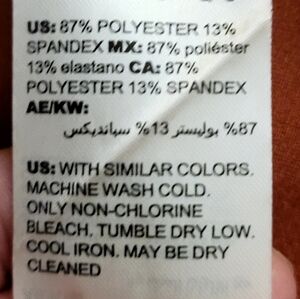 US: 87% POLYESTER 13%
SPANDEX MX: 87% poliéster
13% elastano CA: 87%
POLYESTER 13% SPANDEX
AE/KW:
87% بوليستر 13% سباندیكس
US: WITH SIMILAR COLORS.
MACHINE WASH COLD.
ONLY NON-CHLORINE
BLEACH. TUMBLE DRY LOW.
COOL IRON. MAY BE DRY
CLEANED